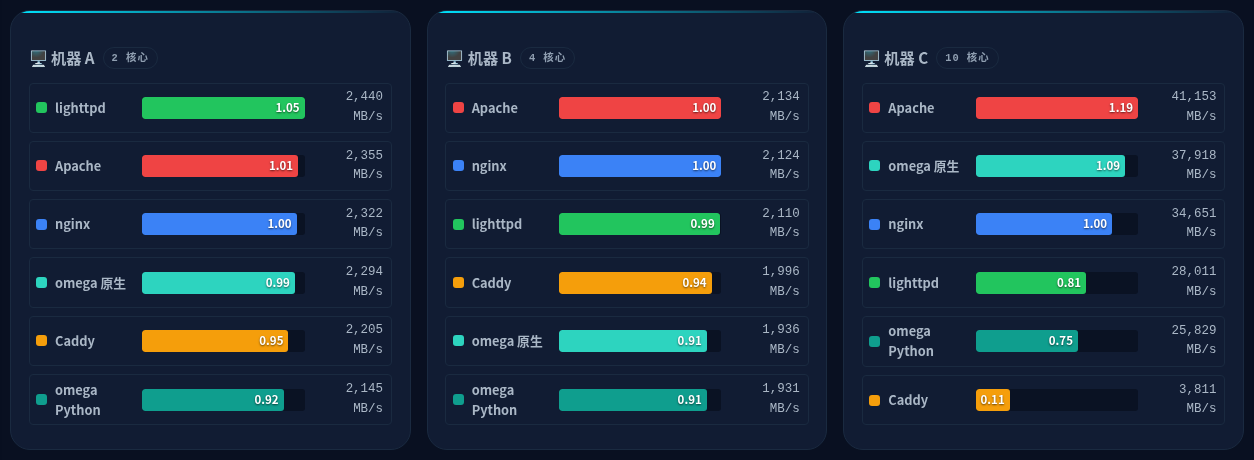 机器 A 2 核心
lighttpd 1.05 2,440 MB/s
Apache 1.01 2,355 MB/s
nginx 1.00 2,322 MB/s
omega 原生 0.99 2,294 MB/s
Caddy 0.95 2,205 MB/s
omega Python 0.92 2,145 MB/s
机器 B 4 核心
Apache 1.00 2,134 MB/s
nginx 1.00 2,124 MB/s
lighttpd 0.99 2,110 MB/s
Caddy 0.94 1,996 MB/s
omega 原生 0.91 1,936 MB/s
omega Python 0.91 1,931 MB/s
机器 C 10 核心
Apache 1.19 41,153 MB/s
omega 原生 1.09 37,918 MB/s
nginx 1.00 34,651 MB/s
lighttpd 0.81 28,011 MB/s
omega Python 0.75 25,829 MB/s
Caddy 0.11 3,811 MB/s